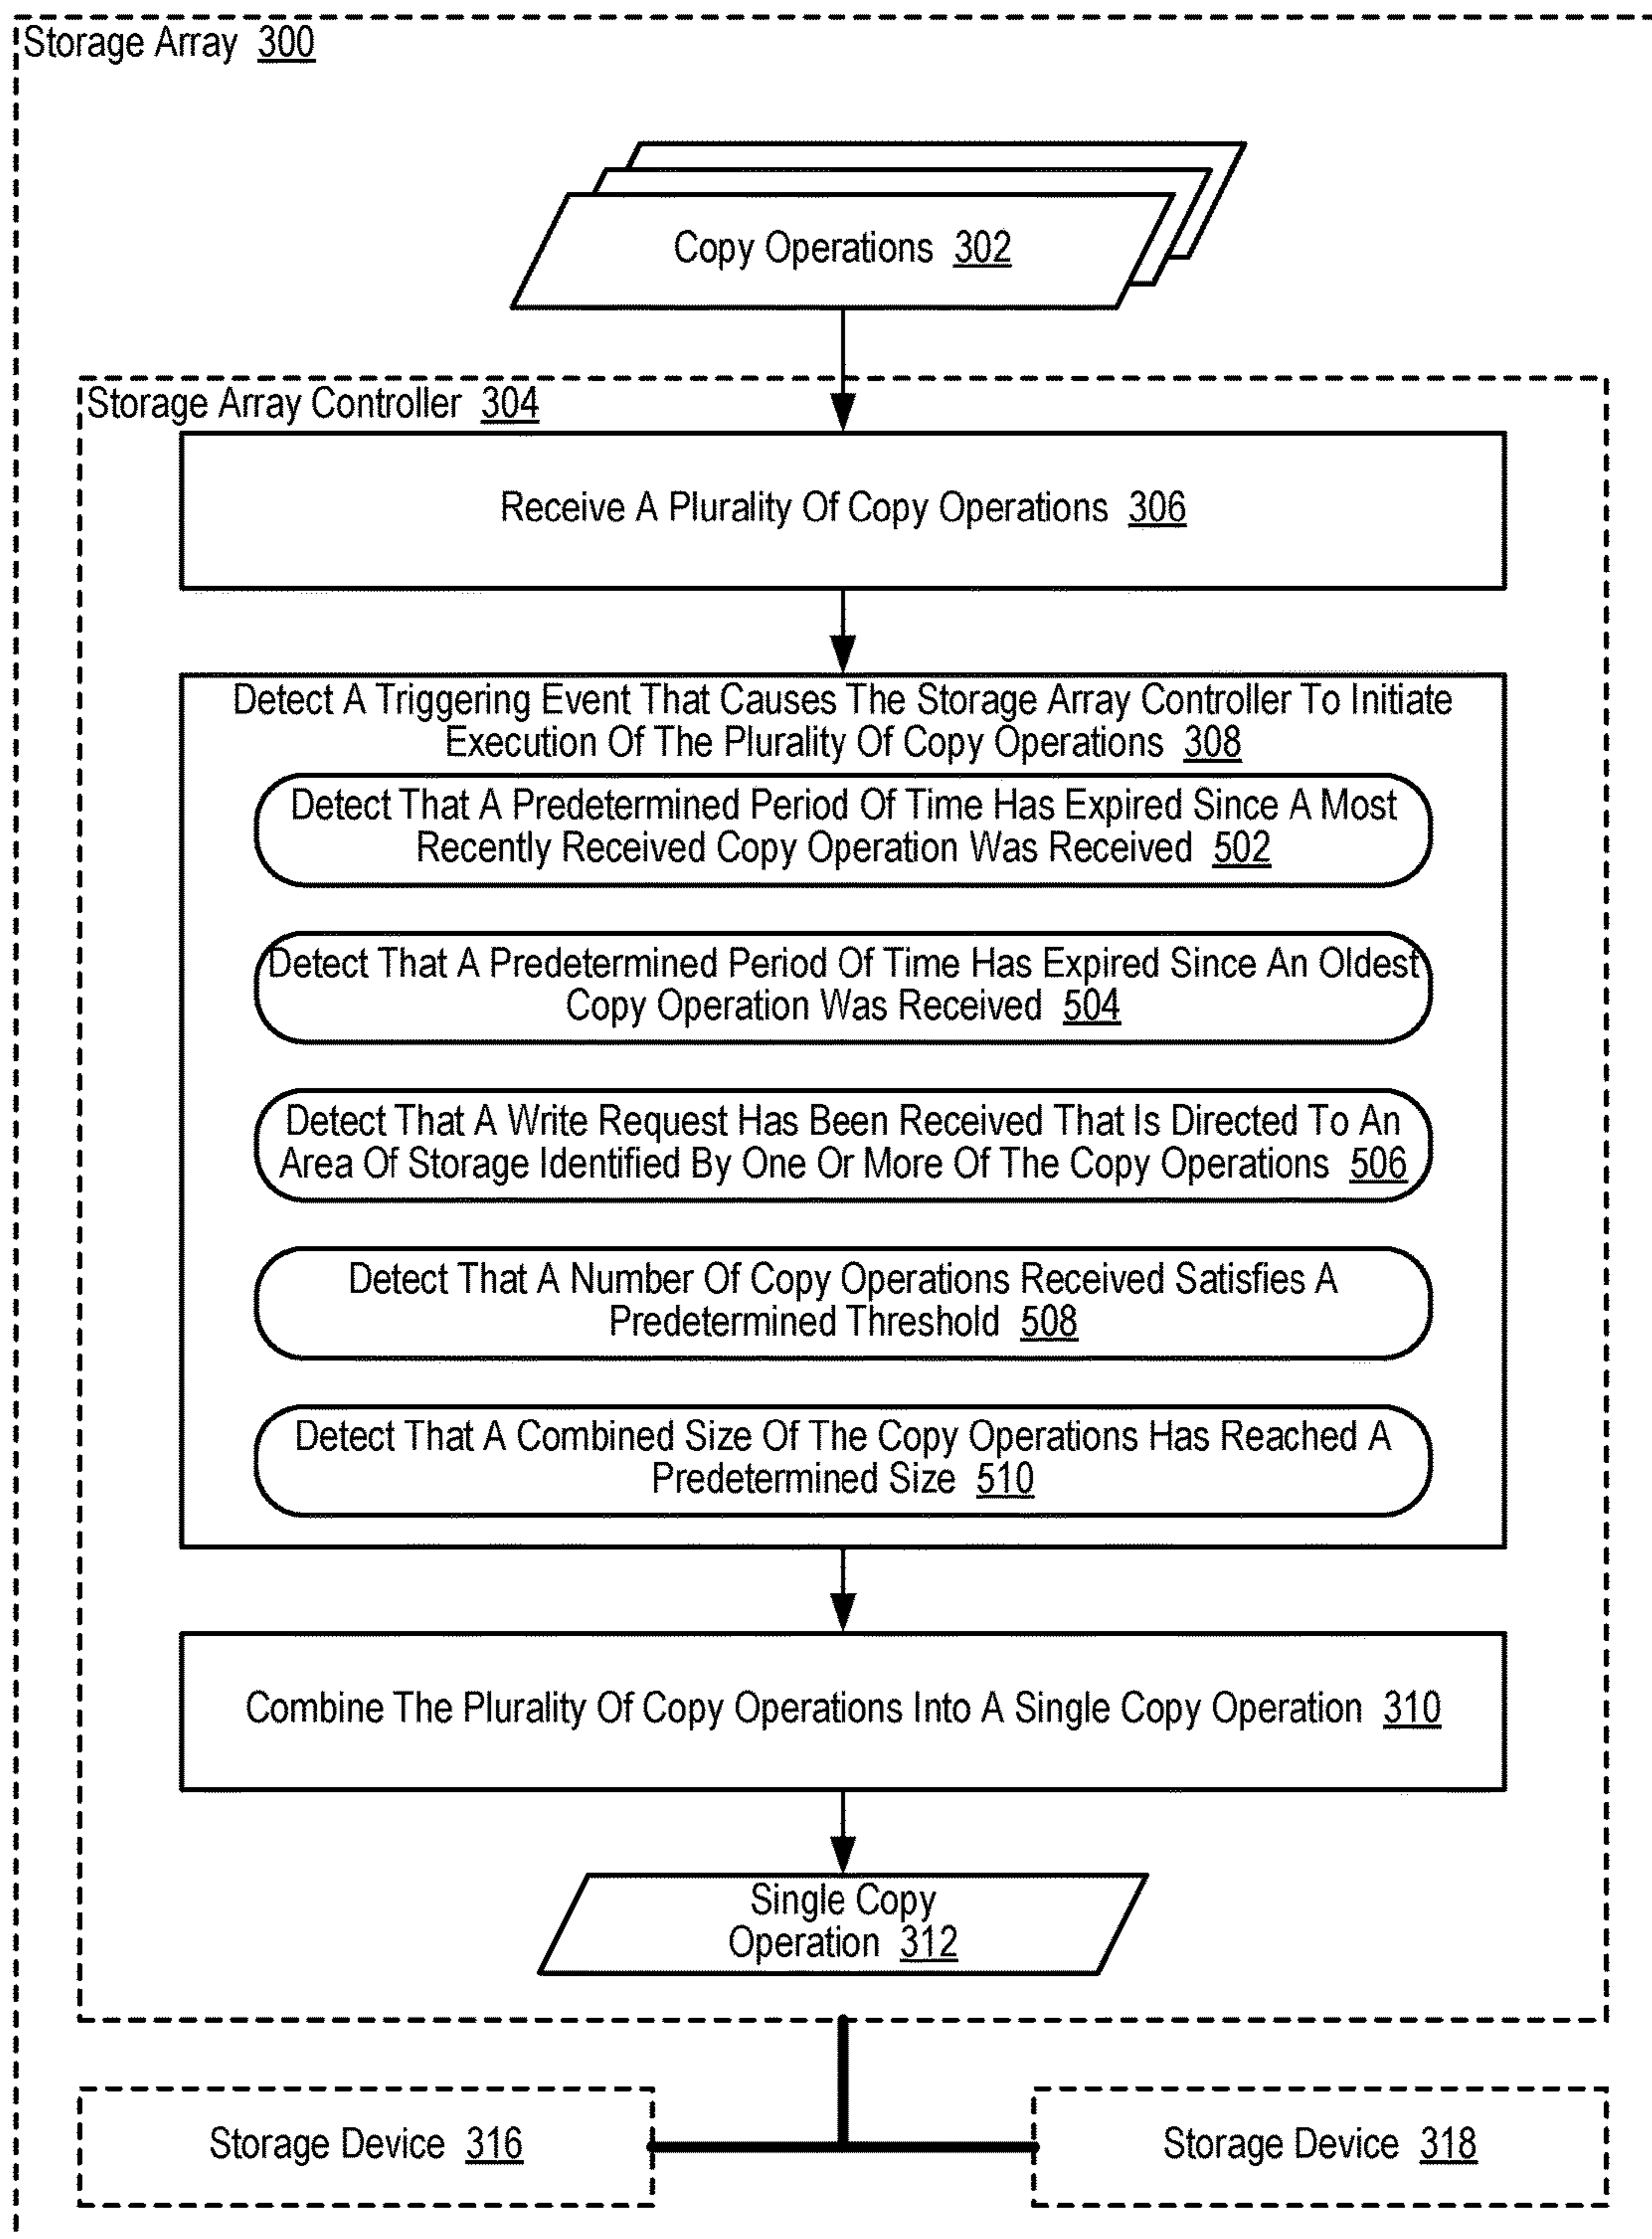 Storage Array 300
Copy Operations 302
Storage Array Controller 304
Receive A Plurality Of Copy Operations 306
Detect A Triggering Event That Causes The Storage Array Controller To Initiate
Execution Of The Plurality Of Copy Operations 308
Detect That A Predetermined Period Of Time Has Expired Since A Most
Recently Received Copy Operation Was Received 502
Detect That A Predetermined Period Of Time Has Expired Since An Oldest
Copy Operation Was Received 504
Detect That A Write Request Has Been Received That Is Directed To An
Area Of Storage Identified By One Or More Of The Copy Operations 506
Detect That A Number Of Copy Operations Received Satisfies A
Predetermined Threshold 508
Detect That A Combined Size Of The Copy Operations Has Reached A
Predetermined Size 510
Combine The Plurality Of Copy Operations Into A Single Copy Operation 310
Single Copy
Operation 312
Storage Device 316
Storage Device 318